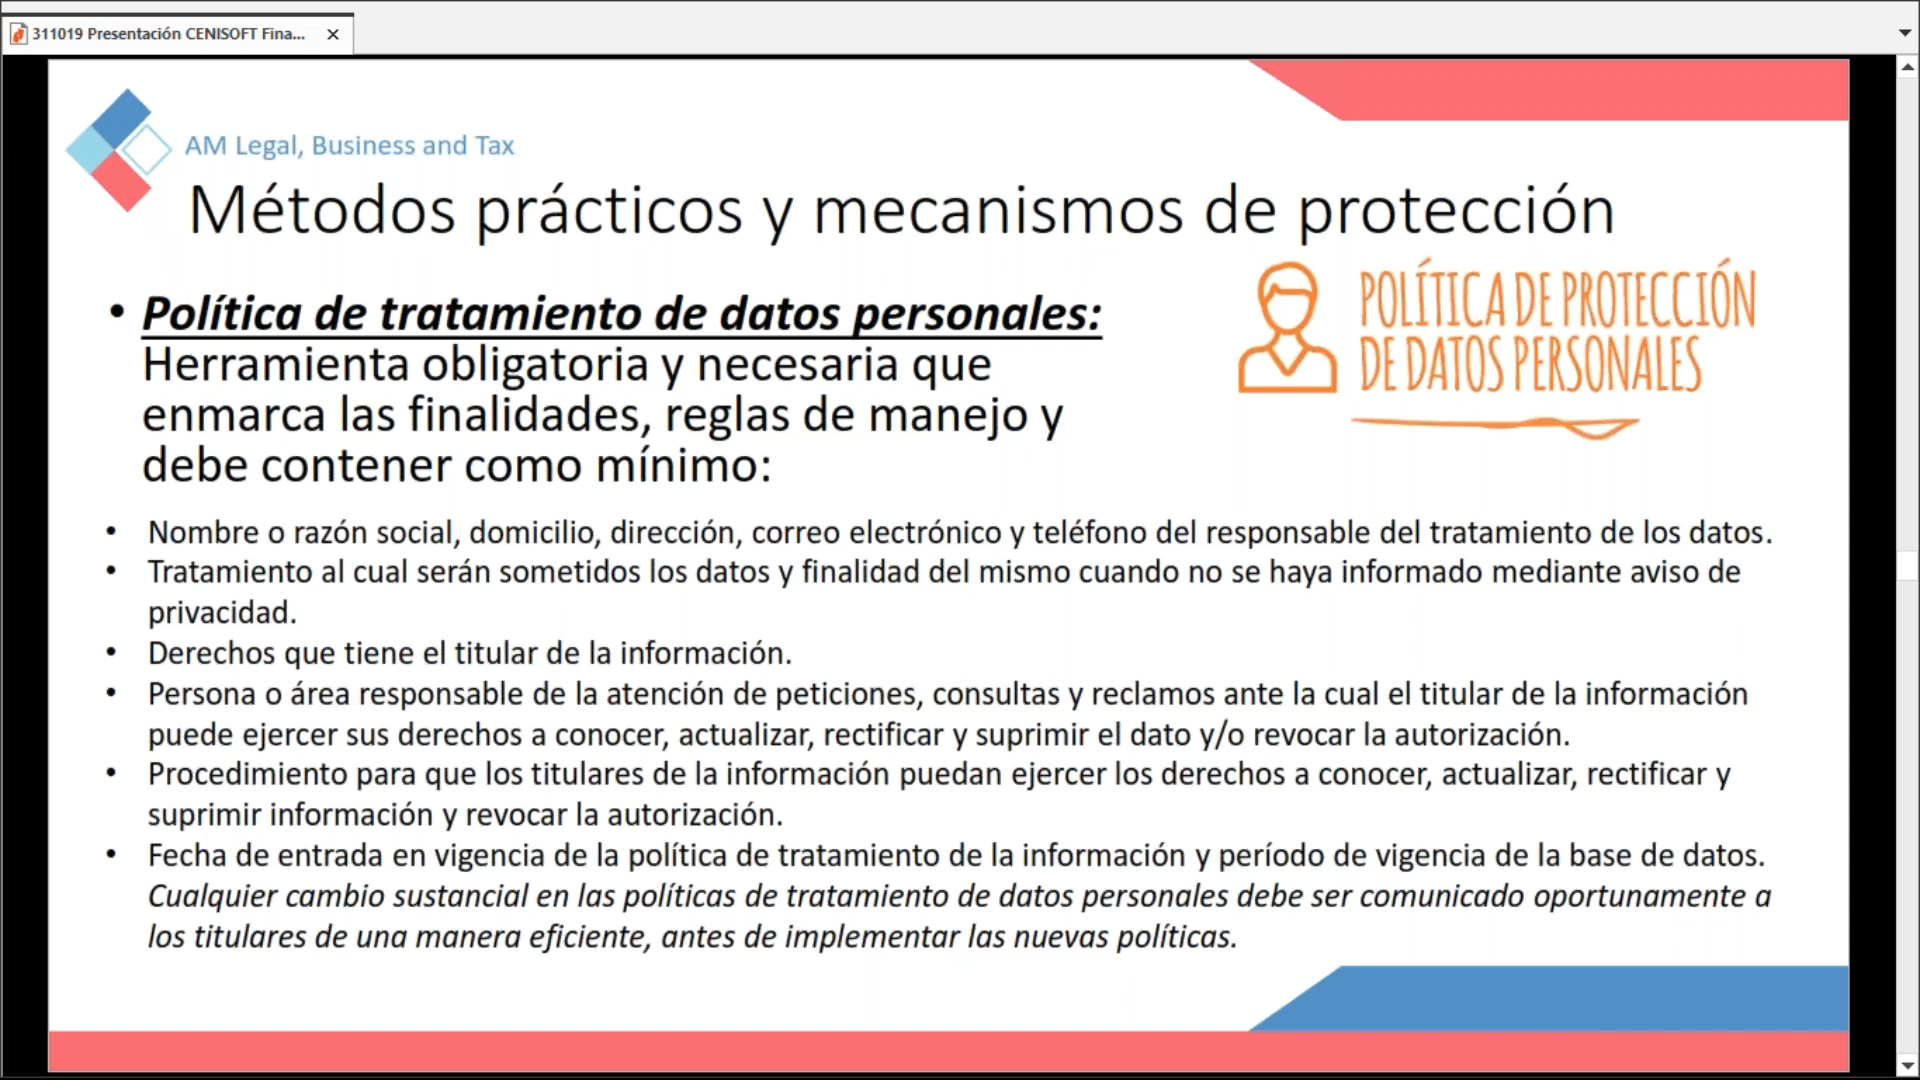 311019 Presentación CENISOFT Fina...
AM Legal, Business and Tax
Métodos prácticos y mecanismos de protección
• Política de tratamiento de datos personales:
Herramienta obligatoria y necesaria que
enmarca las finalidades, reglas de manejo y
debe contener como mínimo:
POLÍTICA DE PROTECCIÓN
DE DATOS PERSONALES
• Nombre o razón social, domicilio, dirección, correo electrónico y teléfono del responsable del tratamiento de los datos.
• Tratamiento al cual serán sometidos los datos y finalidad del mismo cuando no se haya informado mediante aviso de
privacidad.
• Derechos que tiene el titular de la información.
• Persona o área responsable de la atención de peticiones, consultas y reclamos ante la cual el titular de la información
puede ejercer sus derechos a conocer, actualizar, rectificar y suprimir el dato y/o revocar la autorización.
• Procedimiento para que los titulares de la información puedan ejercer los derechos a conocer, actualizar, rectificar y
suprimir información y revocar la autorización.
• Fecha de entrada en vigencia de la política de tratamiento de la información y período de vigencia de la base de datos.
Cualquier cambio sustancial en las políticas de tratamiento de datos personales debe ser comunicado oportunamente a
los titulares de una manera eficiente, antes de implementar las nuevas políticas.